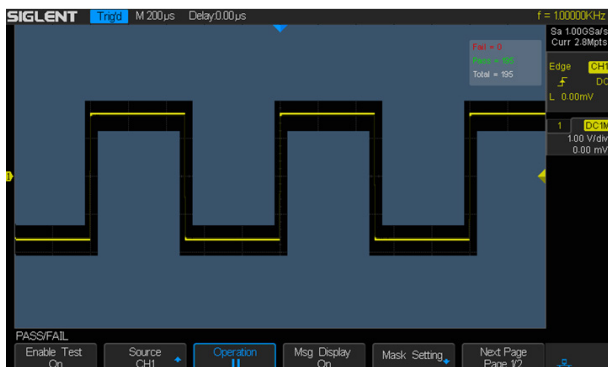 SIGLENT Trig'd M 200µs Delay:0.00µs f = 1.00000KHz
Sa 1.00GSa/s
Curr 2.8Mpts
Fail = 0
Pass = 195
Total = 195
Edge CH1
DC
L 0.00mV
1 DC1M
1.00 V/div
0.00 mV
1
PASS/FAIL
Enable Test
On
Source
CH1
Operation
Msg Display
On
Mask Setting
Next Page
Page 1/2